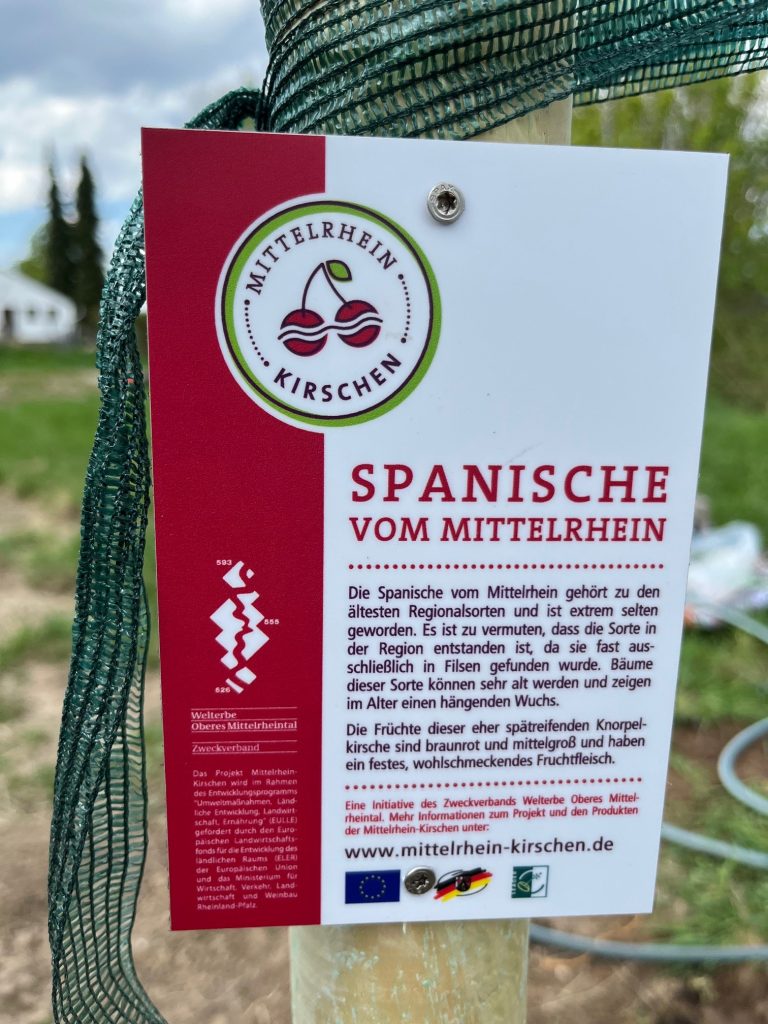 MITTELRHEIN
KIRSCHEN
SPANISCHE
VOM MITTELRHEIN
Die Spanische vom Mittelrhein gehört zu den
ältesten Regionalsorten und ist extrem selten
geworden. Es ist zu vermuten, dass die Sorte in
der Region entstanden ist, da sie fast aus-
schließlich in Filsen gefunden wurde. Bäume
dieser Sorte können sehr alt werden und zeigen
im Alter einen hängenden Wuchs.
Die Früchte dieser eher spätreifenden Knorpel-
kirsche sind braunrot und mittelgroß und haben
ein festes, wohlschmeckendes Fruchtfleisch.
Eine Initiative des Zweckverbands Welterbe Oberes Mittel-
rheintal. Mehr Informationen zum Projekt und den Produkten
der Mittelrhein-Kirschen unter:
www.mittelrhein-kirschen.de
593
555
526
Welterbe
Oberes Mittelrheintal
Zweckverband
Das Projekt Mittelrhein-
Kirschen wird im Rahmen
des Entwicklungsprogramms
"Umweltmaßnahmen, Länd-
liche Entwicklung, Landwirt-
schaft, Ernährung" (EULLE)
gefördert durch den Euro-
päischen Landwirtschafts-
fonds für die Entwicklung des
ländlichen Raums (ELER)
der Europäischen Union
und das Ministerium für
Wirtschaft, Verkehr, Land-
wirtschaft und Weinbau
Rheinland-Pfalz.